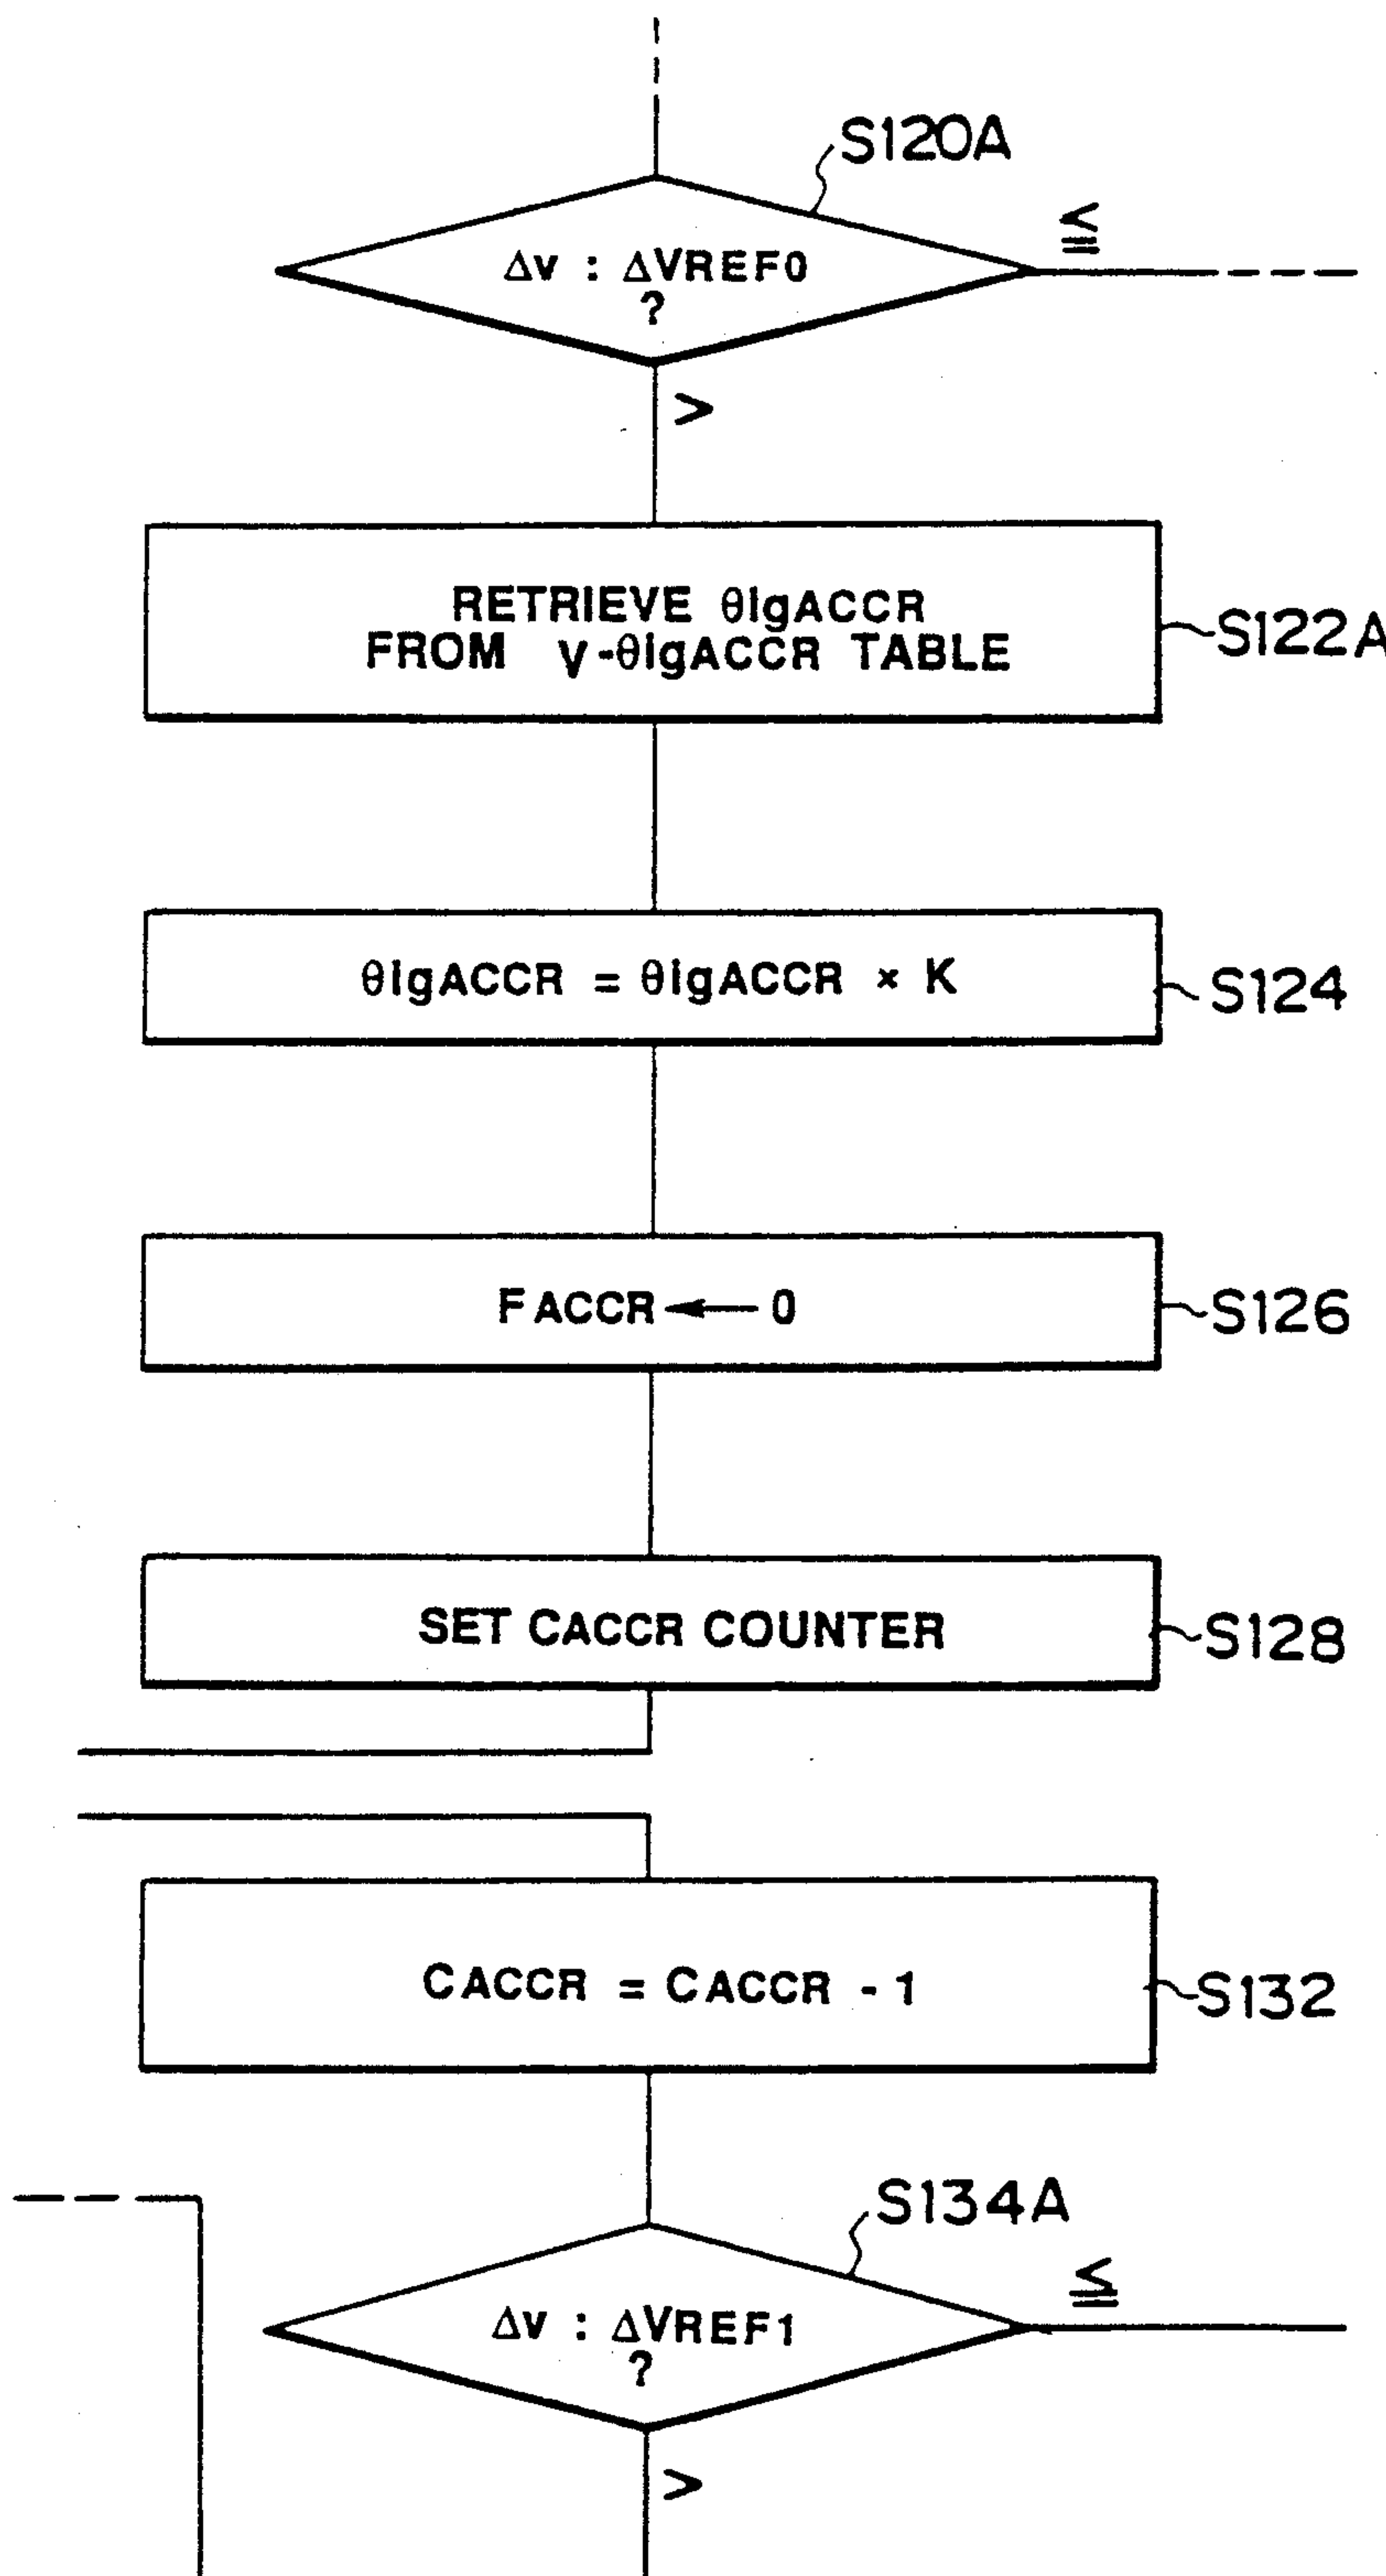 S120A
≦
Δv : ΔVREF0
?
>
RETRIEVE θIgACCR
FROM v-θIgACCR TABLE
S122A
θIgACCR = θIgACCR × K
S124
FACCR ← 0
S126
SET CACCR COUNTER
S128
CACCR = CACCR - 1
S132
S134A
≦
Δv : ΔVREF1
?
>